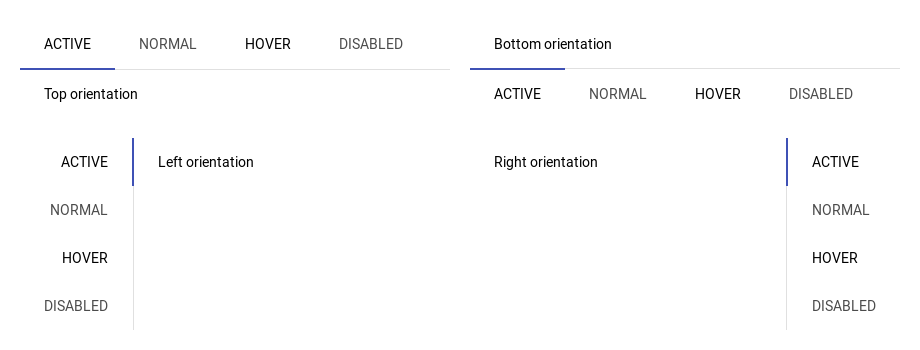 ACTIVE NORMAL HOVER DISABLED
Top orientation
Bottom orientation
ACTIVE NORMAL HOVER DISABLED
ACTIVE
NORMAL
HOVER
DISABLED
Left orientation
Right orientation
ACTIVE
NORMAL
HOVER
DISABLED